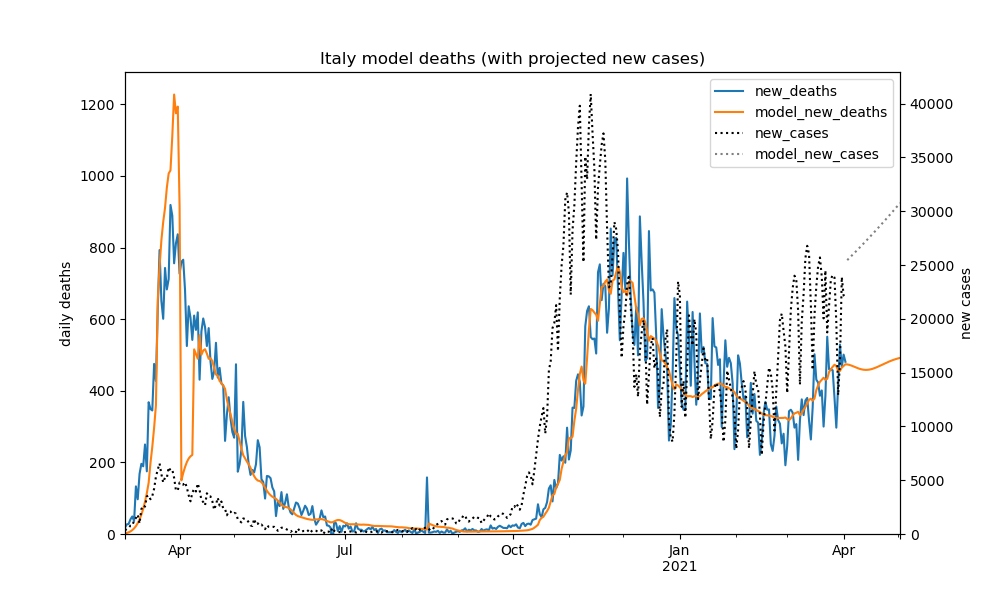 Italy model deaths (with projected new cases)
new_deaths
model_new_deaths
new_cases
model_new_cases
daily deaths
1200
1000
800
600
400
200
0
new cases
40000
35000
30000
25000
20000
15000
10000
5000
0
Apr
Jul
Oct
Jan
2021
Apr